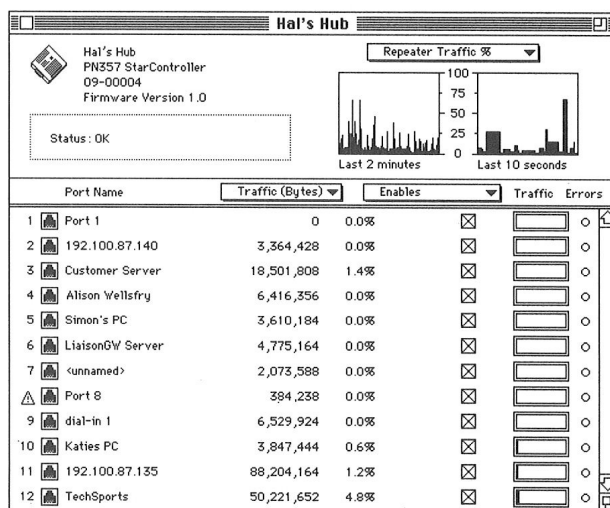 Hal's Hub
Hal's Hub
PN357 StarController
09-00004
Firmware Version 1.0
Status: OK
Repeater Traffic %
100
75
50
25
0
Last 2 minutes
Last 10 seconds
Port Name Traffic (Bytes) Enables Traffic Errors
1 Port 1 0 0.0%
2 192.100.87.140 3,364,428 0.0%
3 Customer Server 18,501,808 1.4%
4 Alison Wellsfry 6,416,356 0.0%
5 Simon's PC 3,610,184 0.0%
6 LiaisonGW Server 4,775,164 0.0%
7 <unnamed> 2,073,588 0.0%
Port 8 384,238 0.0%
9 dial-in 1 6,529,924 0.0%
10 Katies PC 3,847,444 0.6%
11 192.100.87.135 88,204,164 1.2%
12 TechSports 50,221,652 4.8%